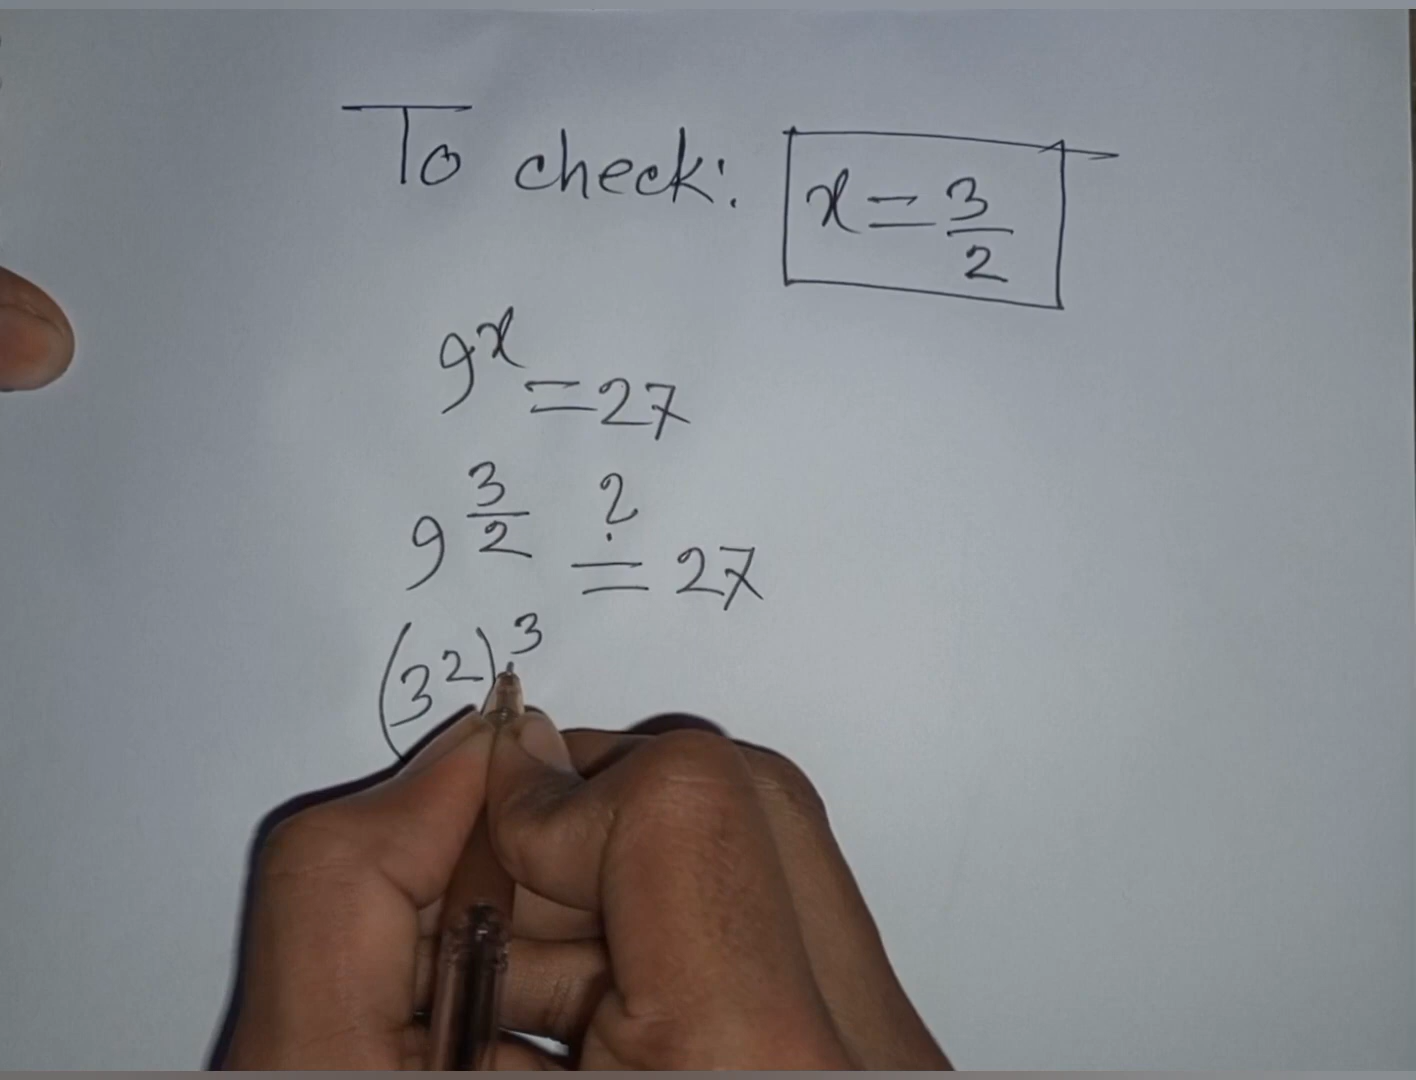 To check: x = 3/2
9^x = 27
9^(3/2) ?= 27
(3^2)^3